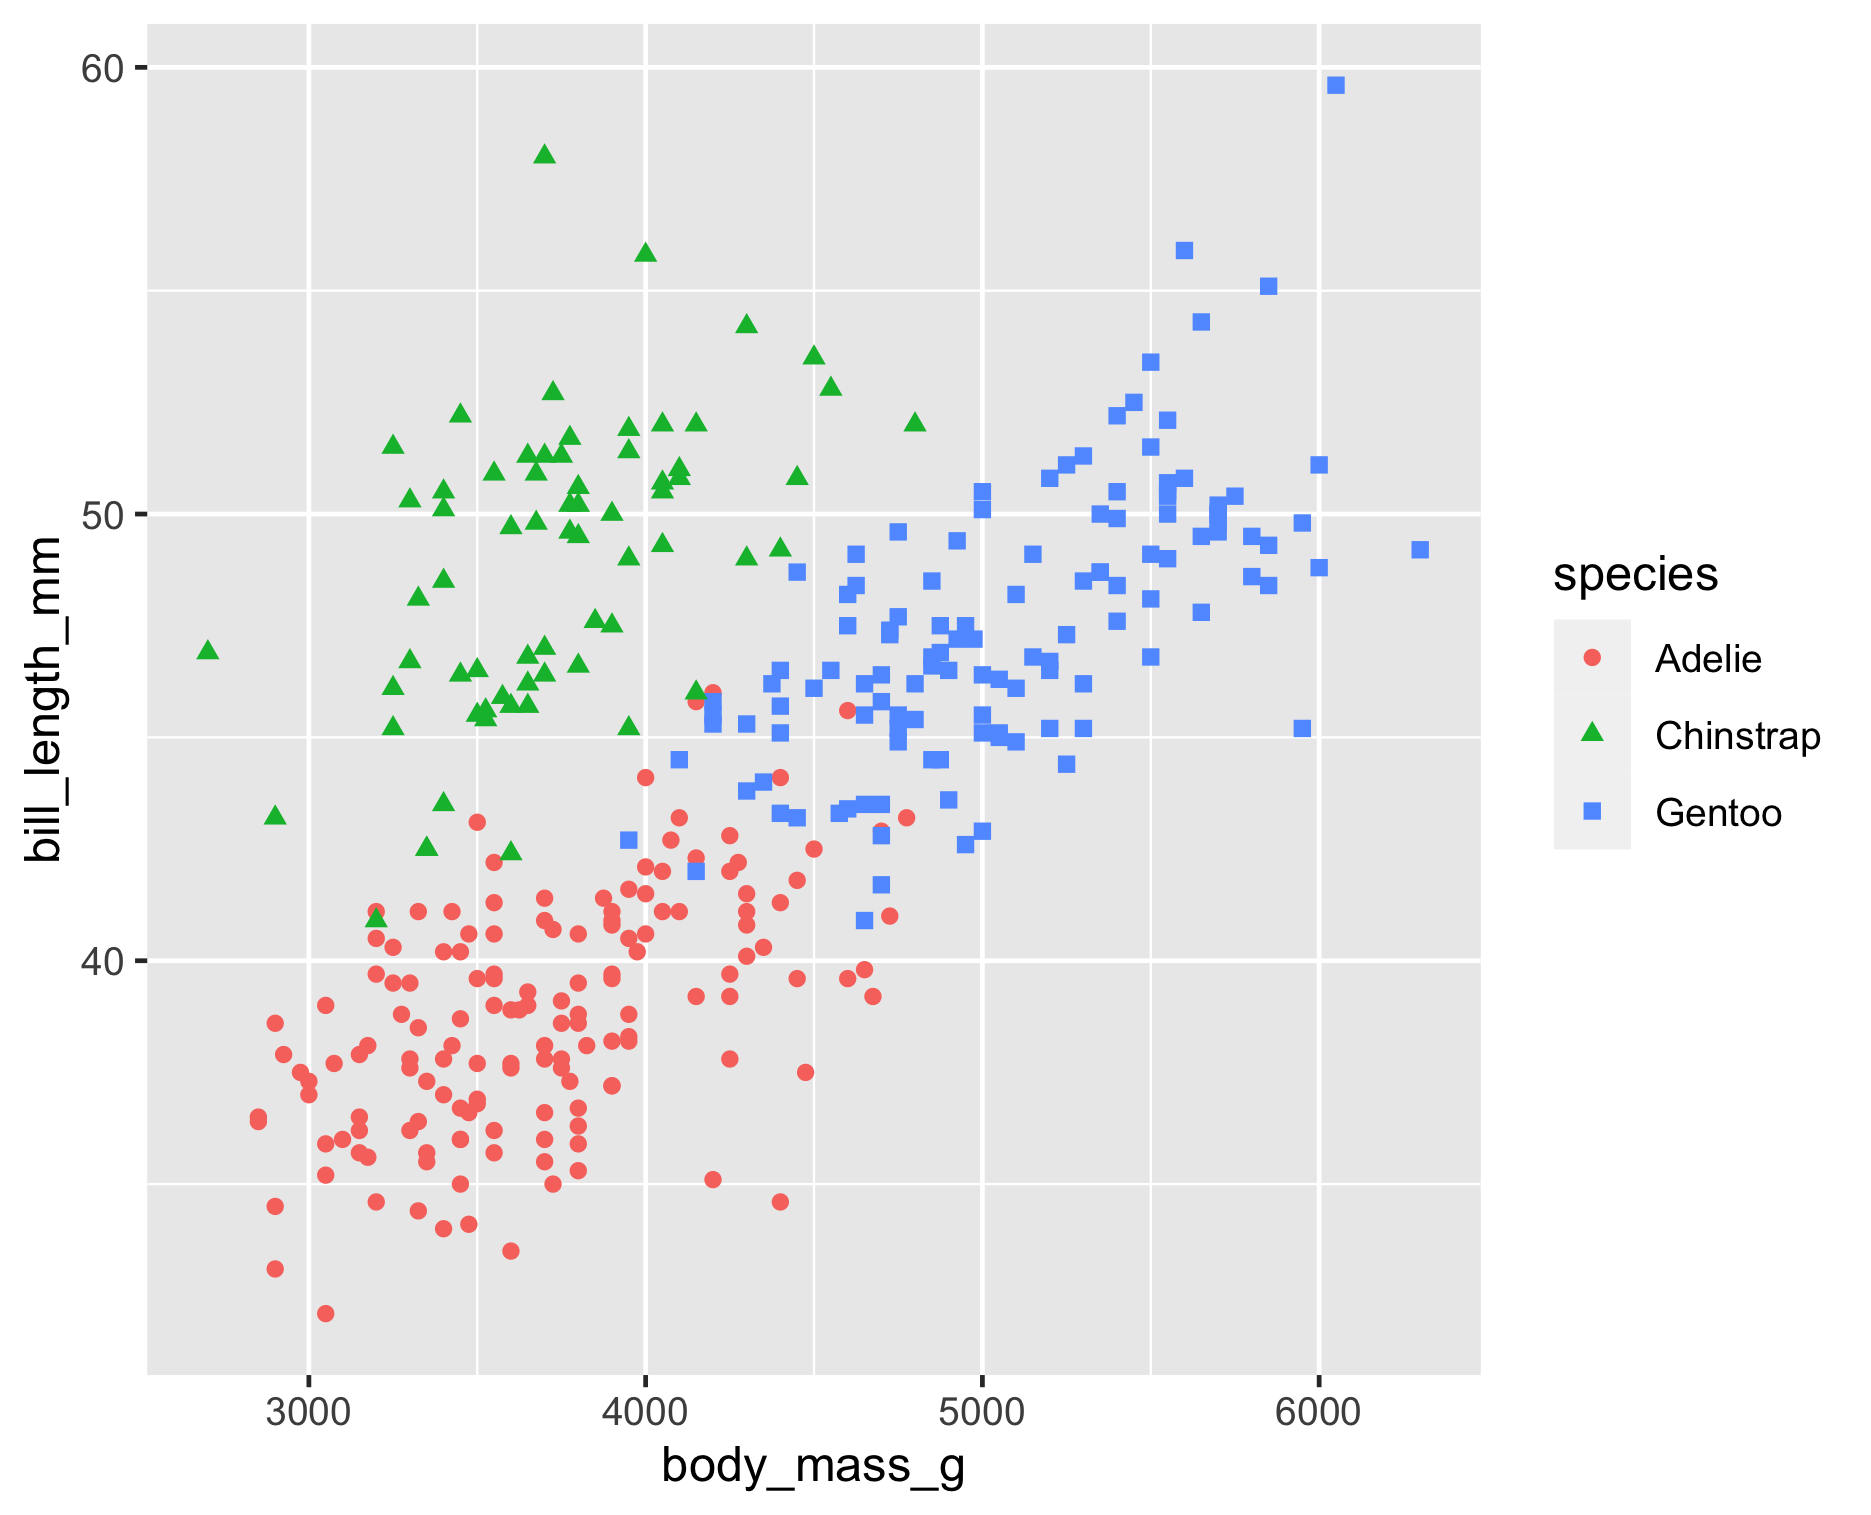 60
50
40
3000 4000 5000 6000
body_mass_g
bill_length_mm
species
Adelie
Chinstrap
Gentoo